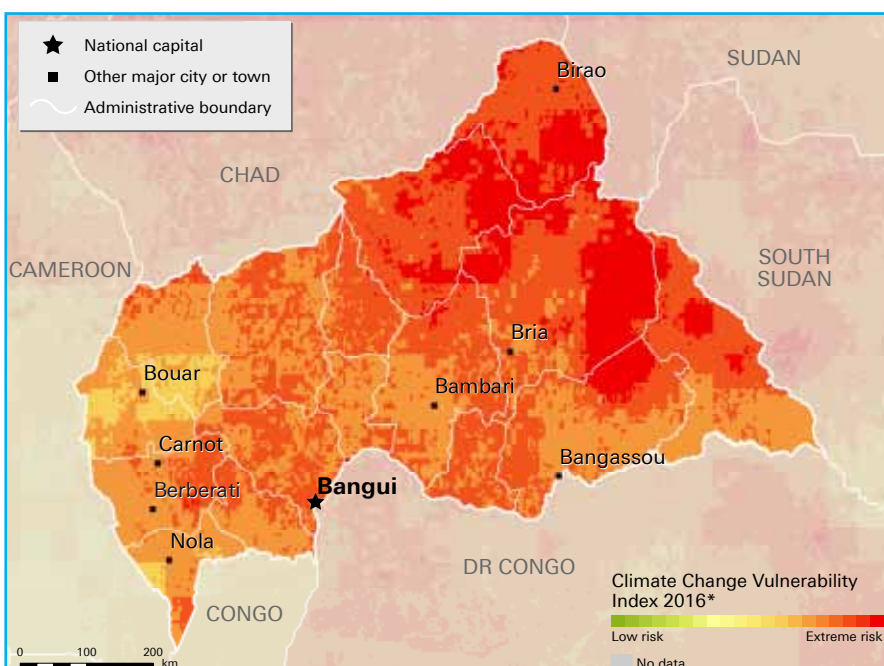 National capital
Other major city or town
Administrative boundary
SUDAN
Birao
CHAD
CAMEROON
SOUTH
SUDAN
Bria
Bouar
Bambari
Carnot
Bangassou
Berberati
Bangui
Nola
DR CONGO
CONGO
Climate Change Vulnerability
Index 2016*
Low risk Extreme risk
No data
0 100 200
km